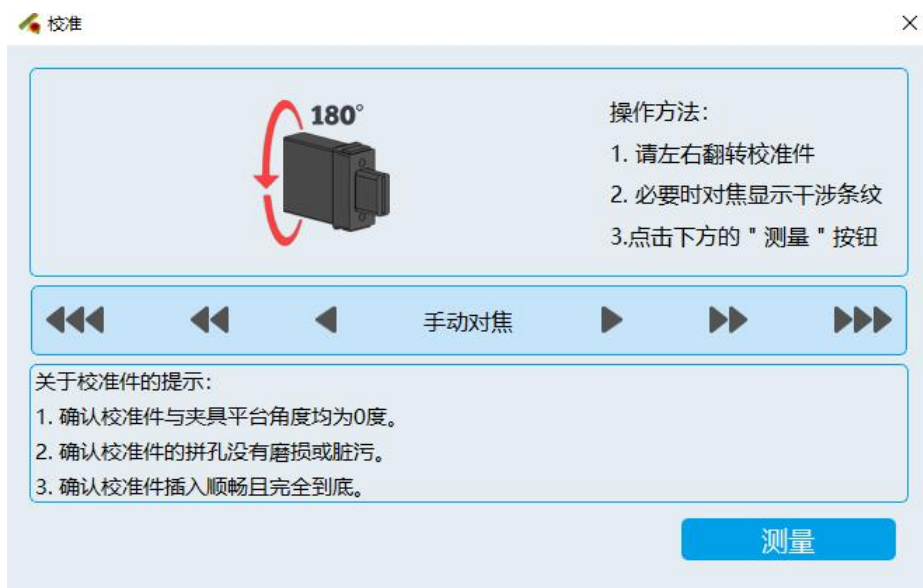 校准
180°
操作方法：
1. 请左右翻转校准件
2. 必要时对焦显示干涉条纹
3.点击下方的 " 测量 " 按钮
手动对焦
关于校准件的提示：
1. 确认校准件与夹具平台角度均为0度。
2. 确认校准件的拼孔没有磨损或脏污。
3. 确认校准件插入顺畅且完全到底。
测量